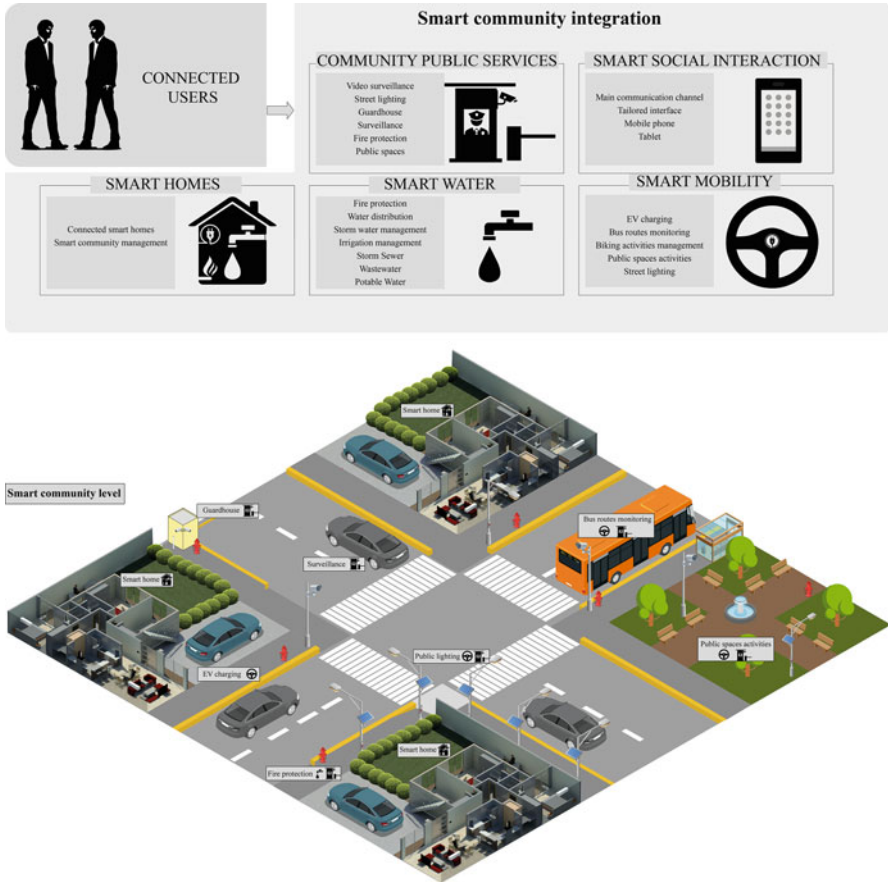 Smart community integration
CONNECTED
USERS
COMMUNITY PUBLIC SERVICES
Video surveillance
Street lighting
Guardhouse
Surveillance
Fire protection
Public spaces
SMART SOCIAL INTERACTION
Main communication channel
Tailored interface
Mobile phone
Tablet
SMART HOMES
Connected smart homes
Smart community management
SMART WATER
Fire protection
Water distribution
Storm water management
Irrigation management
Storm Sewer
Wastewater
Potable Water
SMART MOBILITY
EV charging
Bus routes monitoring
Biking activities management
Public spaces activities
Street lighting
Smart home
Smart community level
Guardhouse
Bus routes monitoring
Surveillance
Smart home
Public spaces activities
Public lighting
EV charging
Smart home
Fire protection